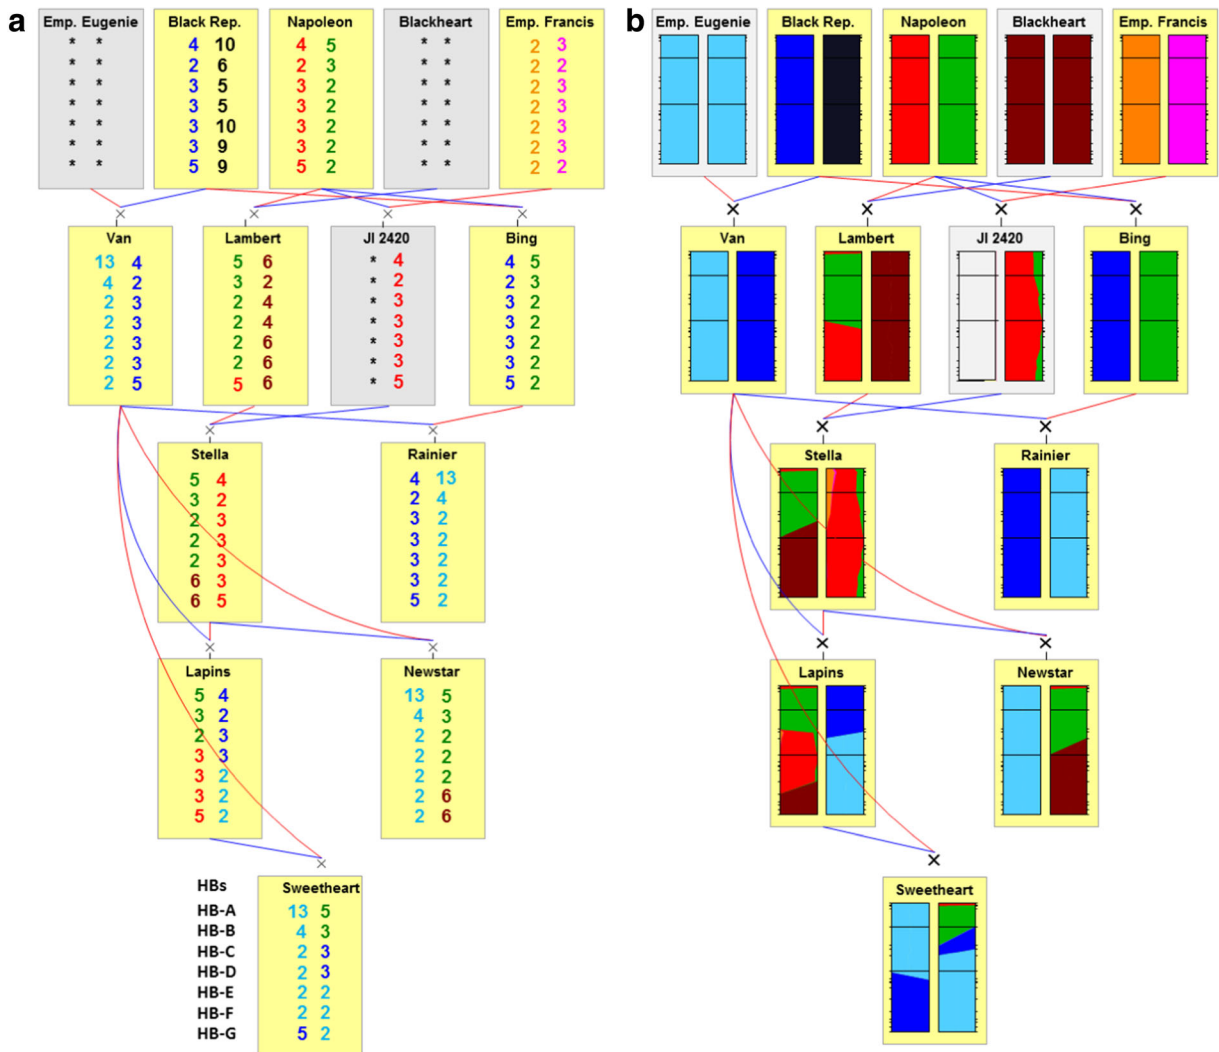 a
Emp. Eugenie Black Rep. Napoleon Blackheart Emp. Francis
* * 4 10 4 5 * * 2 3
* * 2 6 2 3 * * 2 2
* * 3 5 3 2 * * 2 3
* * 3 5 3 2 * * 2 3
* * 3 10 3 2 * * 2 3
* * 3 9 3 2 * * 2 3
* * 5 9 5 2 * * 2 2
Van Lambert JI 2420 Bing
13 4 5 6 * 4 4 5
4 2 3 2 * 2 2 3
2 3 2 4 * 3 3 2
2 3 2 4 * 3 3 2
2 3 2 6 * 3 3 2
2 3 2 6 * 3 3 2
2 5 5 6 * 5 5 2
Stella Rainier
5 4 4 13
3 2 2 4
2 3 3 2
2 3 3 2
2 3 3 2
6 3 3 2
6 5 5 2
Lapins Newstar
5 4 13 5
3 2 4 3
2 3 2 2
3 3 2 2
3 2 2 2
3 2 2 6
5 2 2 6
HBs Sweetheart
HB-A 13 5
HB-B 4 3
HB-C 2 3
HB-D 2 3
HB-E 2 2
HB-F 2 2
HB-G 5 2
b
Emp. Eugenie Black Rep. Napoleon Blackheart Emp. Francis
Van Lambert JI 2420 Bing
Stella Rainier
Lapins Newstar
Sweetheart